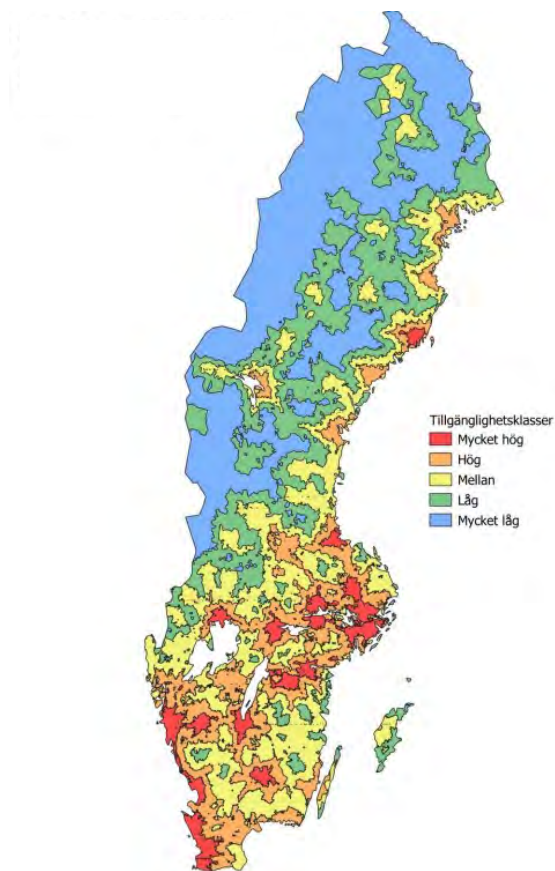 Tillgänglighetsklasser
Mycket hög
Hög
Mellan
Låg
Mycket låg